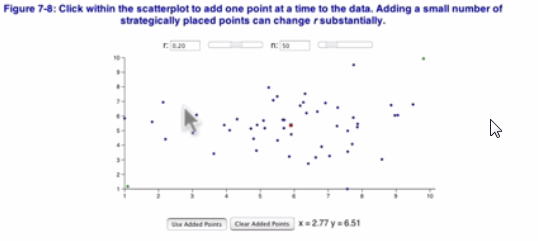 Figure 7-8: Click within the scatterplot to add one point at a time to the data. Adding a small number of
strategically placed points can change r substantially.
r: 0.20 n: 50
10
9
8
7
6
5
4
3
2
1
1 2 3 4 5 6 7 8 9 10
Use Added Points Clear Added Points x = 2.77 y = 6.51